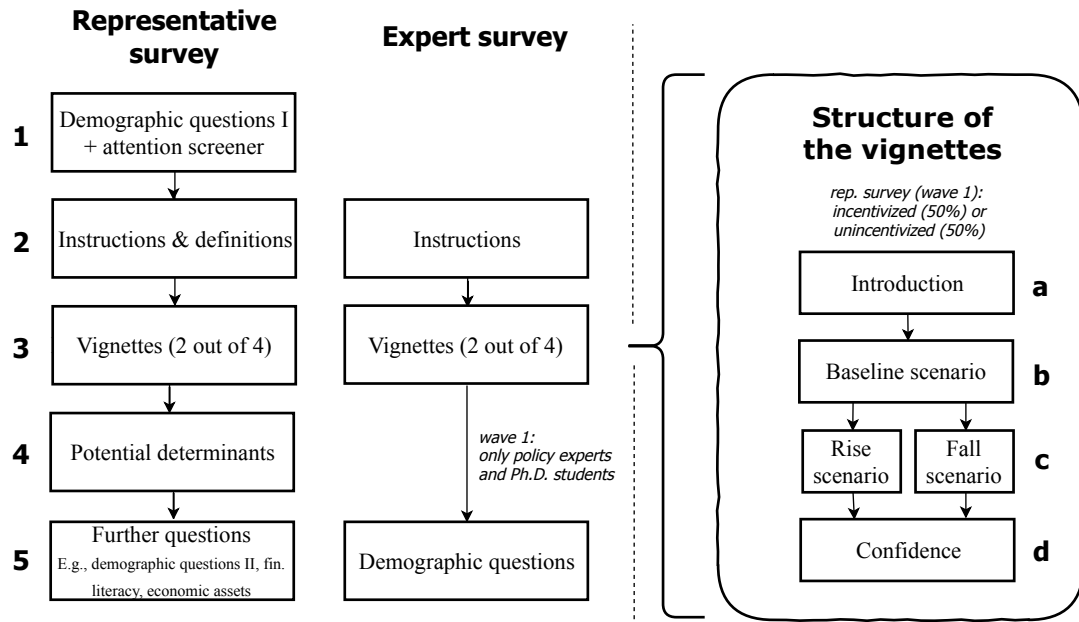 Representative
survey
1
Demographic questions I
+ attention screener
2
Instructions & definitions
3
Vignettes (2 out of 4)
4
Potential determinants
5
Further questions
E.g., demographic questions II, fin.
literacy, economic assets
Expert survey
Instructions
Vignettes (2 out of 4)
wave 1:
only policy experts
and Ph.D. students
Demographic questions
Structure of
the vignettes
rep. survey (wave 1):
incentivized (50%) or
unincentivized (50%)
Introduction
a
Baseline scenario
b
Rise
scenario
Fall
scenario
c
Confidence
d